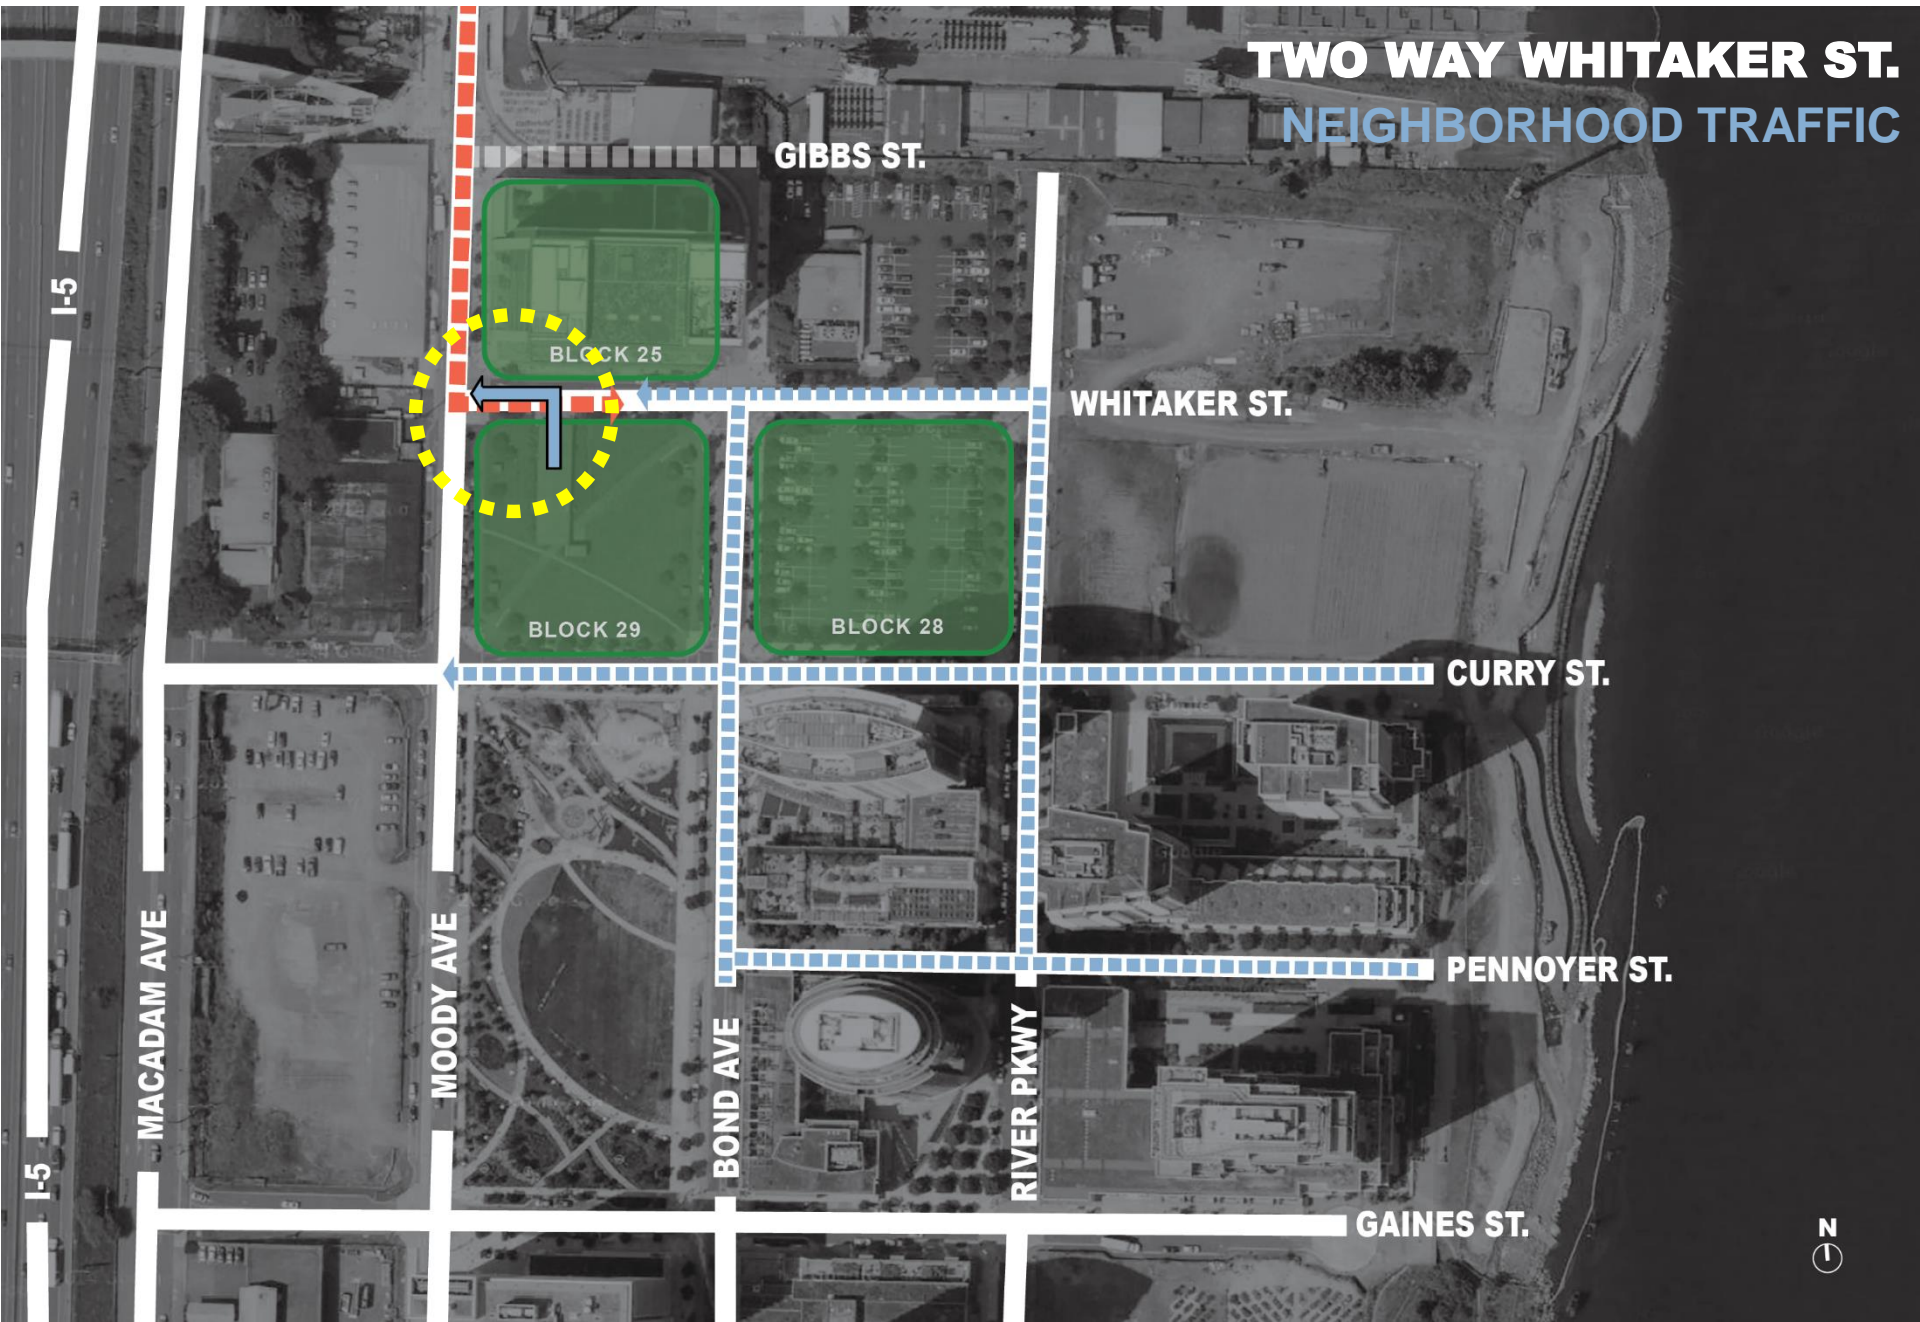 TWO WAY WHITAKER ST.
NEIGHBORHOOD TRAFFIC
GIBBS ST.
I-5
BLOCK 25
WHITAKER ST.
BLOCK 29
BLOCK 28
CURRY ST.
MACADAM AVE
MOODY AVE
BOND AVE
RIVER PKWY
PENNOYER ST.
I-5
GAINES ST.
N